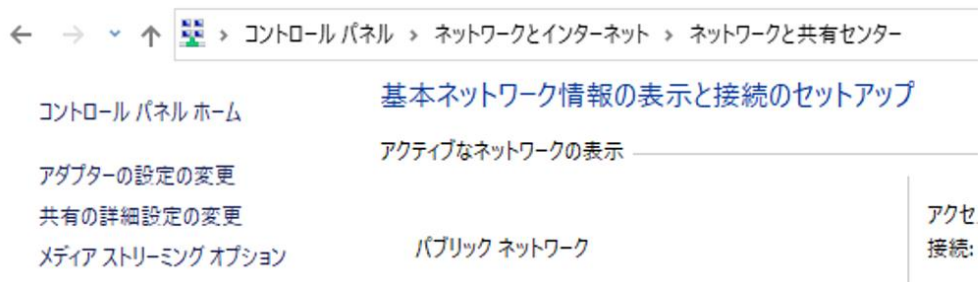 コントロール パネル › ネットワークとインターネット › ネットワークと共有センター
コントロール パネル ホーム
アダプターの設定の変更
共有の詳細設定の変更
メディア ストリーミング オプション
基本ネットワーク情報の表示と接続のセットアップ
アクティブなネットワークの表示
パブリック ネットワーク
アクセ
接続: